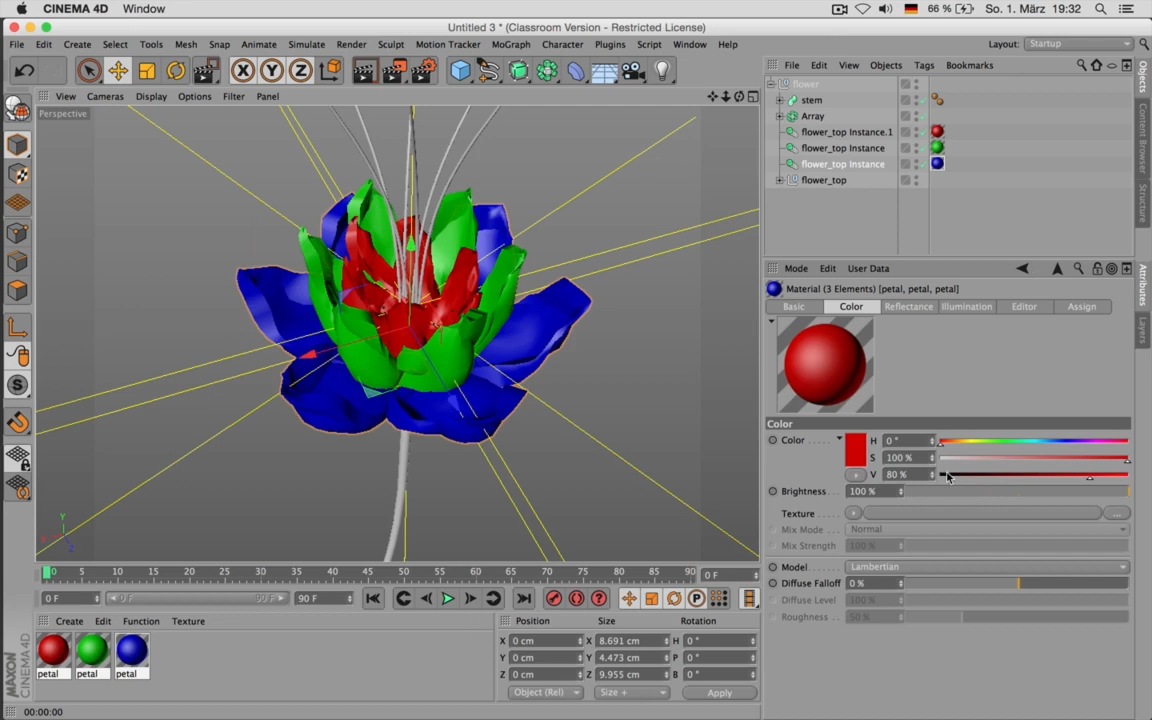 CINEMA 4D Window 66 % So. 1. März 19:32
Untitled 3 * (Classroom Version - Restricted License)
File Edit Create Select Tools Mesh Snap Animate Simulate Render Sculpt Motion Tracker MoGraph Character Plugins Script Window Help Layout: Startup
X Y Z
File Edit View Objects Tags Bookmarks
View Cameras Display Options Filter Panel
Perspective
flower
stem
Array
flower_top Instance.1
flower_top Instance
flower_top Instance
flower_top
Objects
Content Browser
Structure
Mode Edit User Data
Material (3 Elements) [petal, petal, petal]
Basic Color Reflectance Illumination Editor Assign
Attributes
Layers
Color
Color H 0 °
S 100 %
V 80 %
Brightness 100 %
Texture ...
Mix Mode Normal
Mix Strength 100 %
Model Lambertian
Diffuse Falloff 0 %
Diffuse Level 100 %
Roughness 50 %
Y
X
Z
S
0 5 10 15 20 25 30 35 40 45 50 55 60 65 70 75 80 85 90 0 F
0 F 0 F 90 F 90 F
P
Create Edit Function Texture
petal petal petal
Position Size Rotation
X 0 cm X 8.691 cm H 0 °
Y 0 cm Y 4.473 cm P 0 °
Z 0 cm Z 9.955 cm B 0 °
Object (Rel) Size + Apply
MAXON
CINEMA 4D
00:00:00